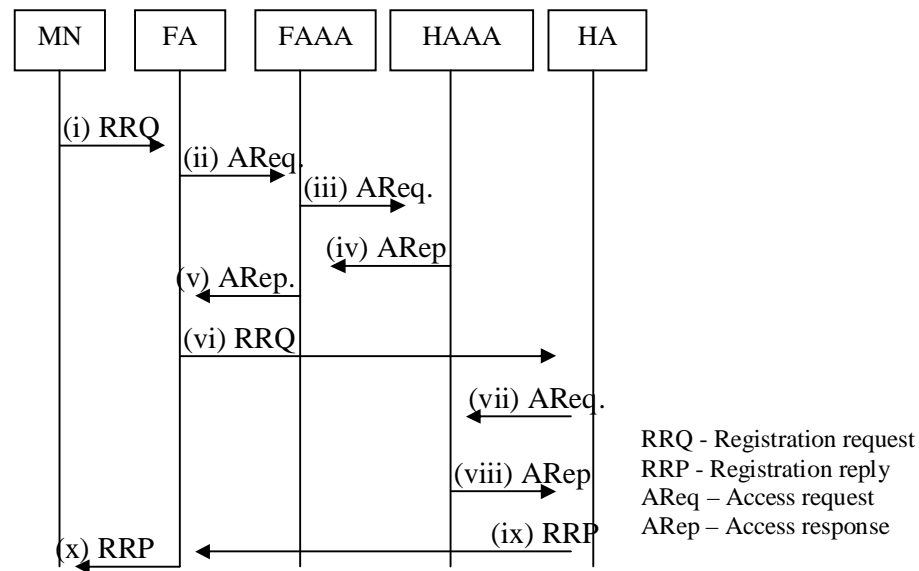 MN FA FAAA HAAA HA
(i) RRQ
(ii) AReq.
(iii) AReq.
(iv) ARep
(v) ARep.
(vi) RRQ
(vii) AReq.
(viii) ARep
(ix) RRP
(x) RRP
RRQ - Registration request
RRP - Registration reply
AReq – Access request
ARep – Access response